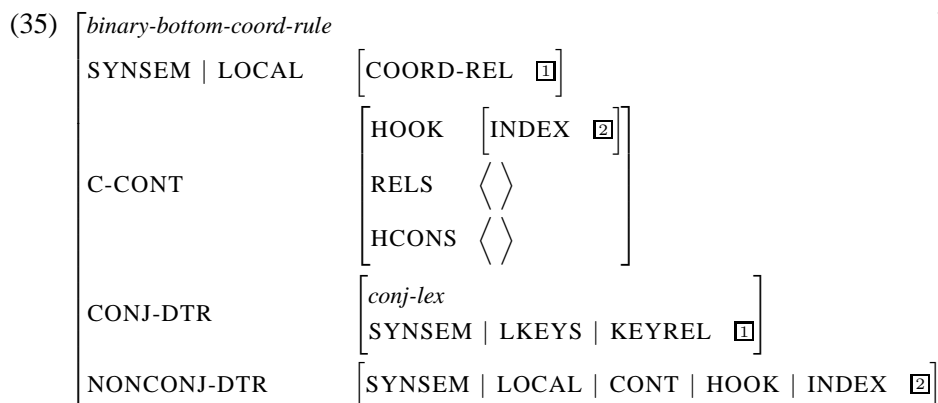 (35) binary-bottom-coord-rule
SYNSEM | LOCAL [COORD-REL 1]
HOOK [INDEX 2]
C-CONT RELS ⟨ ⟩
HCONS ⟨ ⟩
CONJ-DTR conj-lex
SYNSEM | LKEYS | KEYREL 1
NONCONJ-DTR [SYNSEM | LOCAL | CONT | HOOK | INDEX 2]